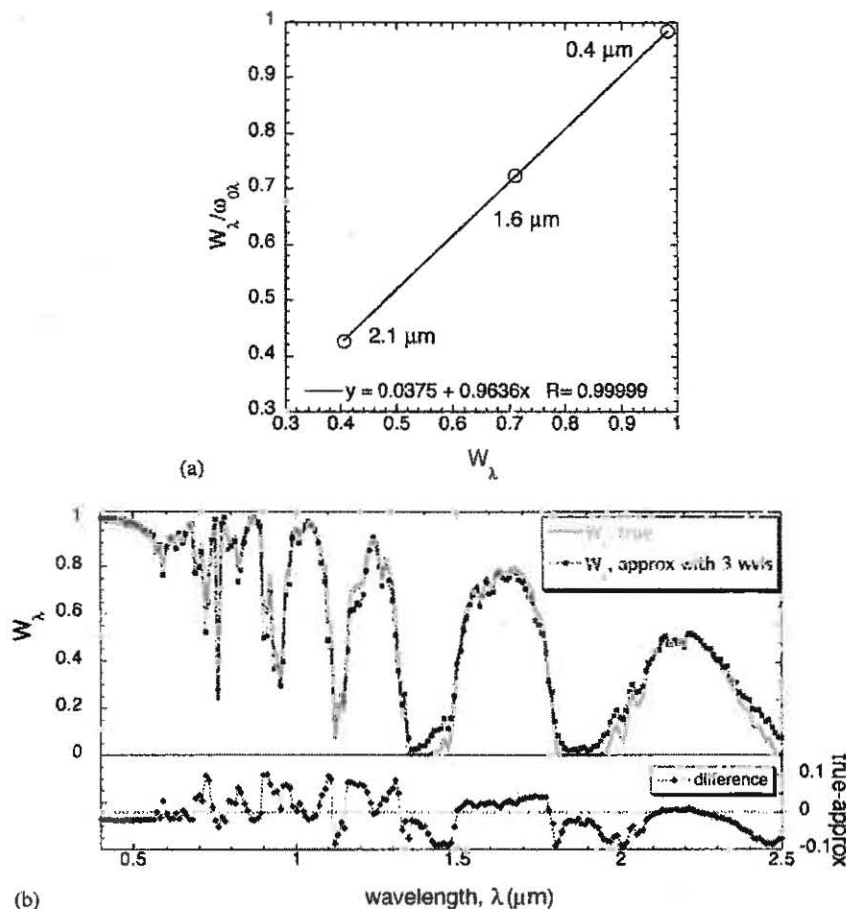 1
0.9
0.8
0.7
0.6
0.5
0.4
0.3
W_λ/ω_0λ
0.4 μm
1.6 μm
2.1 μm
y = 0.0375 + 0.9636x R= 0.99999
0.3 0.4 0.5 0.6 0.7 0.8 0.9 1
W_λ
(a)
1
0.8
0.6
0.4
0.2
0
W_λ
W , true
W , approx with 3 wvls
difference
0.1
0
-0.1
true-approx
0.5 1 1.5 2 2.5
wavelength, λ (μm)
(b)